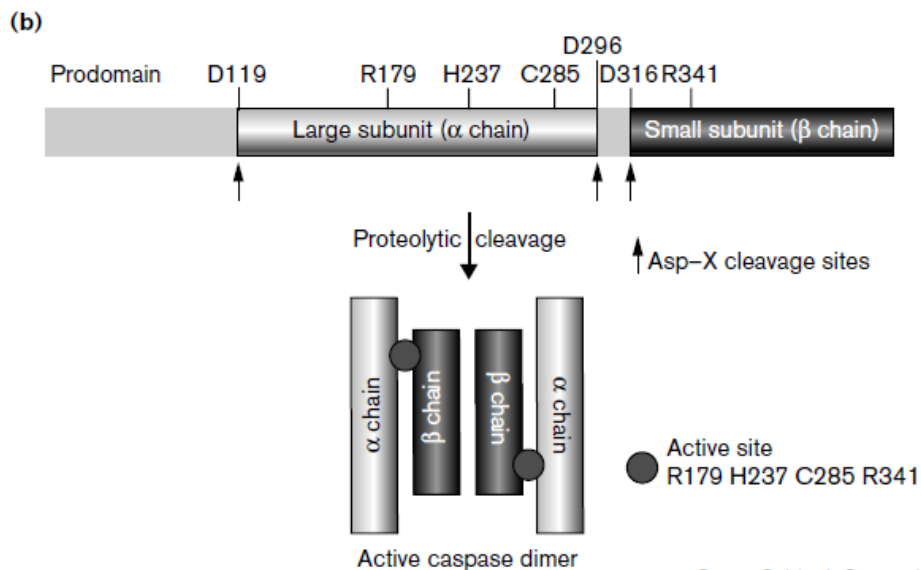 (b)
D296
Prodomain D119 R179 H237 C285 D316 R341
Large subunit (α chain) Small subunit (β chain)
Proteolytic cleavage
Asp–X cleavage sites
α chain
β chain
β chain
α chain
Active site
R179 H237 C285 R341
Active caspase dimer